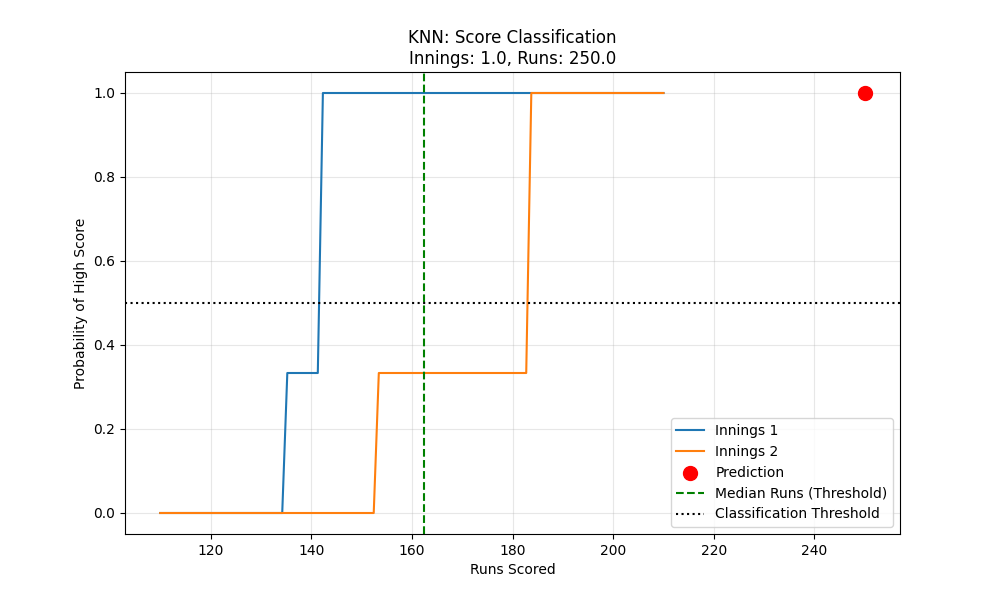 KNN: Score Classification
Innings: 1.0, Runs: 250.0
Probability of High Score
1.0
0.8
0.6
0.4
0.2
0.0
Innings 1
Innings 2
Prediction
Median Runs (Threshold)
Classification Threshold
120
140
160
180
200
220
240
Runs Scored